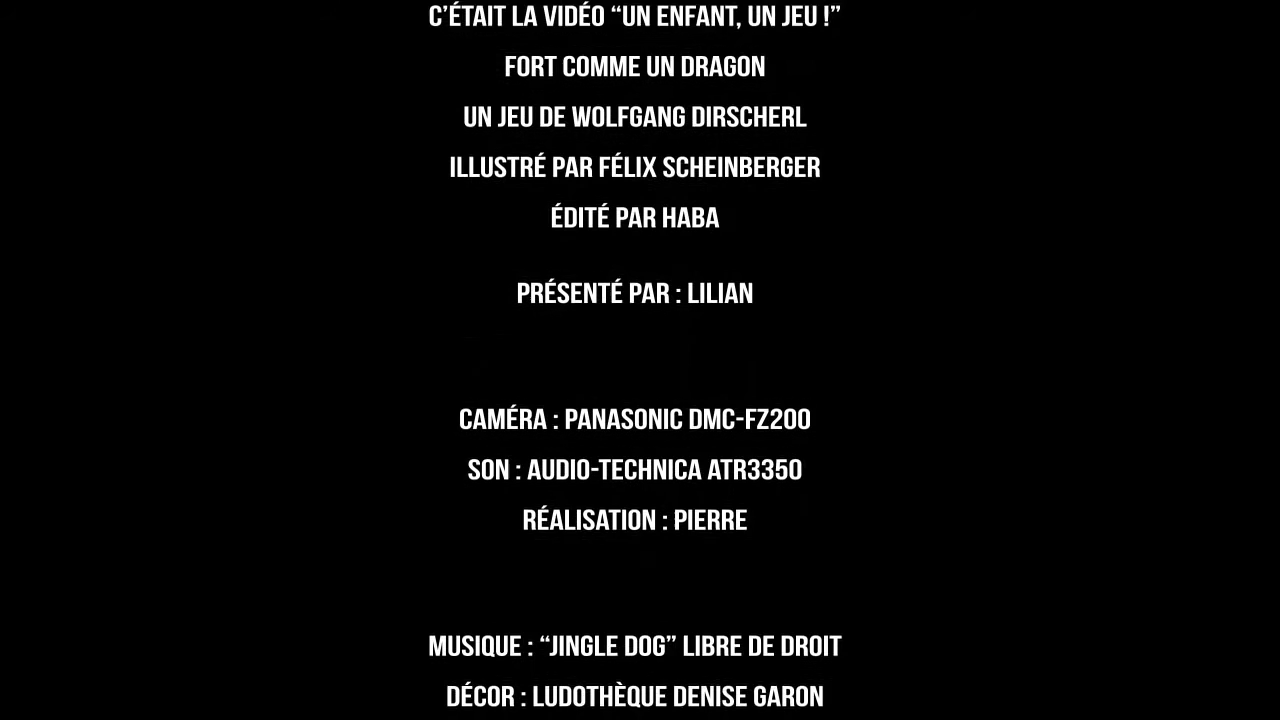 C’ÉTAIT LA VIDÉO “UN ENFANT, UN JEU !”
FORT COMME UN DRAGON
UN JEU DE WOLFGANG DIRSCHERL
ILLUSTRÉ PAR FÉLIX SCHEINBERGER
ÉDITÉ PAR HABA
PRÉSENTÉ PAR : LILIAN
CAMÉRA : PANASONIC DMC-FZ200
SON : AUDIO-TECHNICA ATR3350
RÉALISATION : PIERRE
MUSIQUE : “JINGLE DOG” LIBRE DE DROIT
DÉCOR : LUDOTHÈQUE DENISE GARON